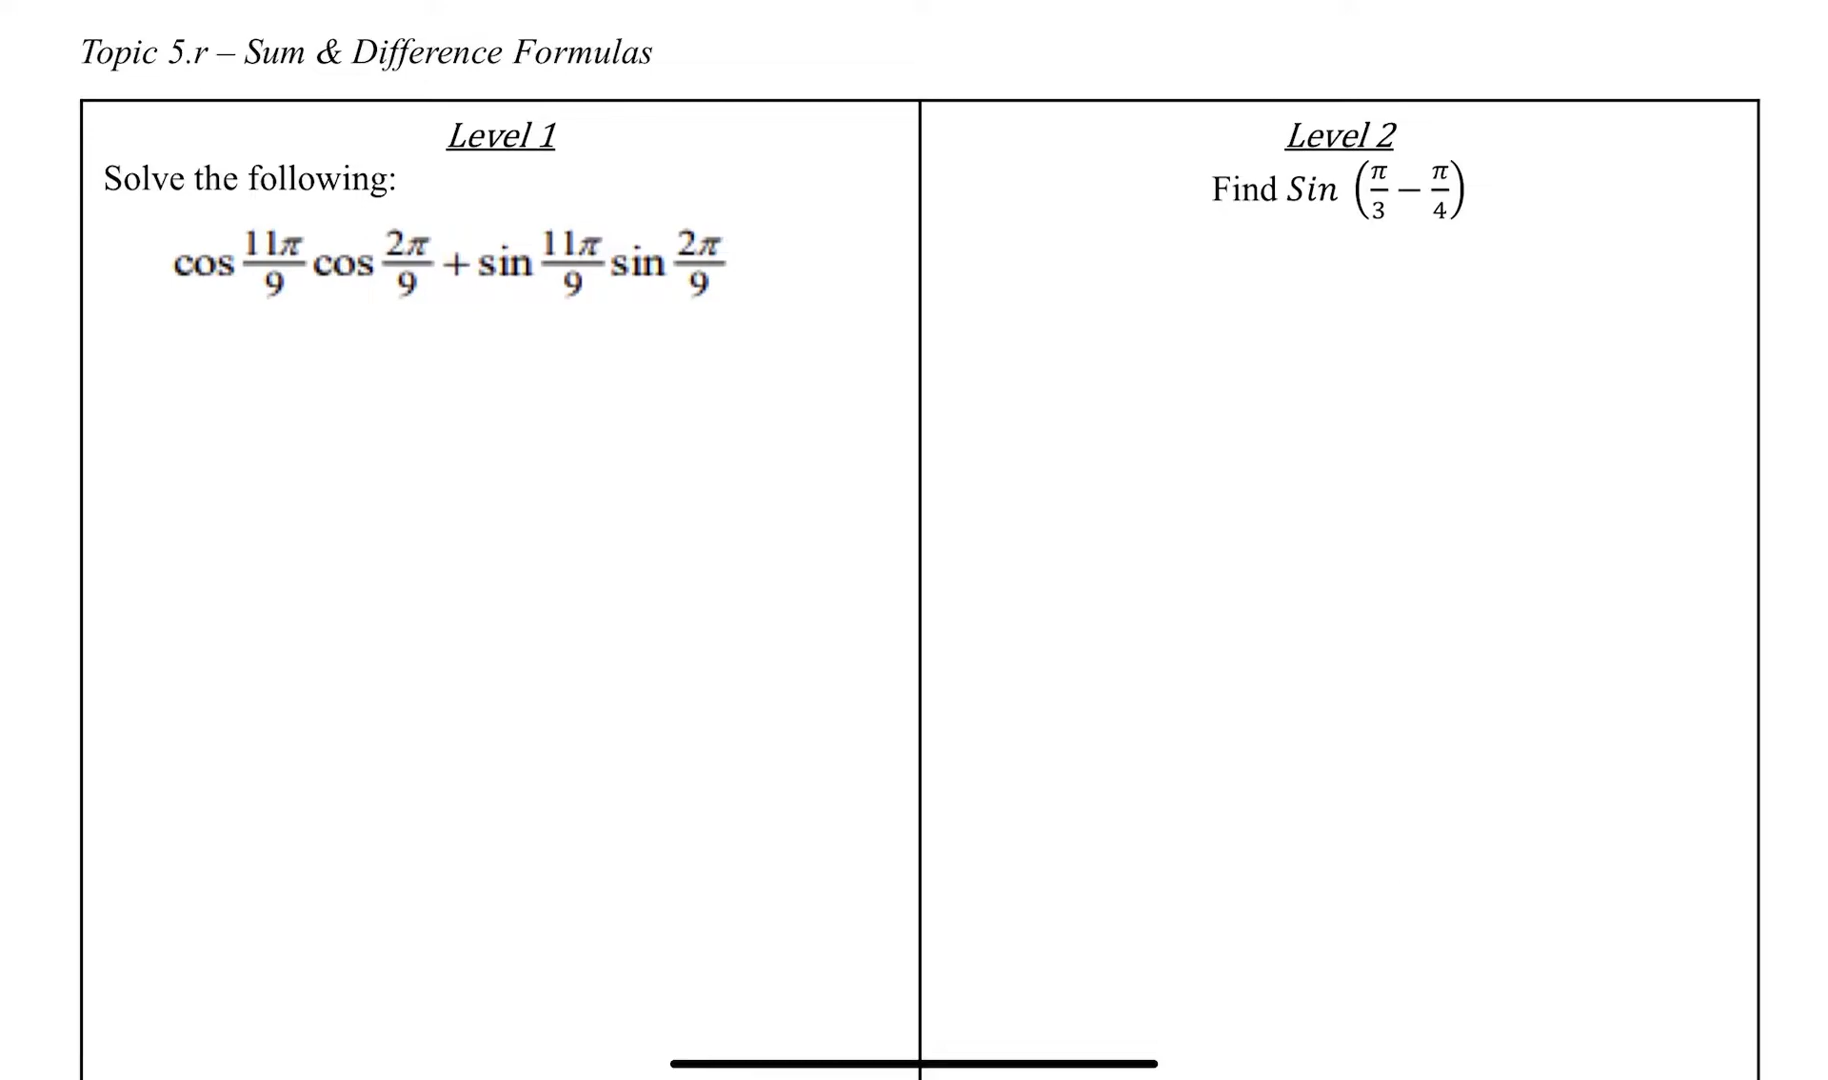 Topic 5.r – Sum & Difference Formulas
Level 1
Solve the following:
cos 11π/9 cos 2π/9 + sin 11π/9 sin 2π/9
Level 2
Find Sin (π/3 − π/4)